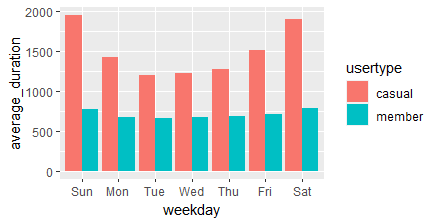 average_duration
2000
1500
1000
500
0
Sun Mon Tue Wed Thu Fri Sat
weekday
usertype
casual
member